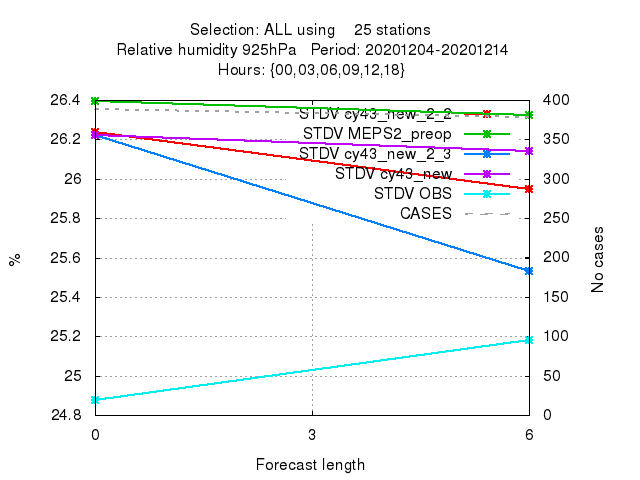 Selection: ALL using    25 stations
Relative humidity 925hPa   Period: 20201204-20201214
Hours: {00,03,06,09,12,18}
26.4
26.2
26
25.8
25.6
25.4
25.2
25
24.8
%
STDV cy43_new_2_2
STDV MEPS2_preop
STDV cy43_new_2_3
STDV cy43_new
STDV OBS
CASES
400
350
300
250
200
150
100
50
0
No cases
0 3 6
Forecast length